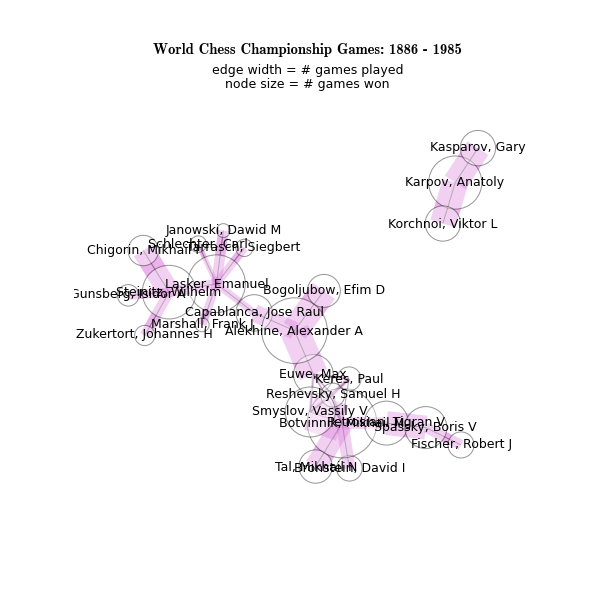 World Chess Championship Games: 1886 - 1985
edge width = # games played
node size = # games won
Kasparov, Gary
Karpov, Anatoly
Korchnoi, Viktor L
Janowski, Dawid M
Schlechter, Carl
Tarrasch, Siegbert
Chigorin, Mikhail I
Lasker, Emanuel
Bogoljubow, Efim D
Gunsberg, Isidor A
Steinitz, Wilhelm
Capablanca, Jose Raul
Marshall, Frank J
Alekhine, Alexander A
Zukertort, Johannes H
Euwe, Max
Keres, Paul
Reshevsky, Samuel H
Smyslov, Vassily V
Botvinnik, Mikhail M
Petrosian, Tigran V
Spassky, Boris V
Fischer, Robert J
Tal, Mikhail N
Bronstein, David I